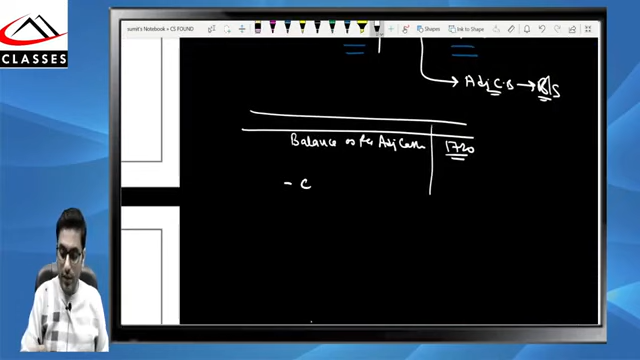 CLASSES
sumit's Notebook » CS FOUND
Shapes
Ink to Shape
Adj C.B → B/S
Balance as per Adj Cash 1720
- C